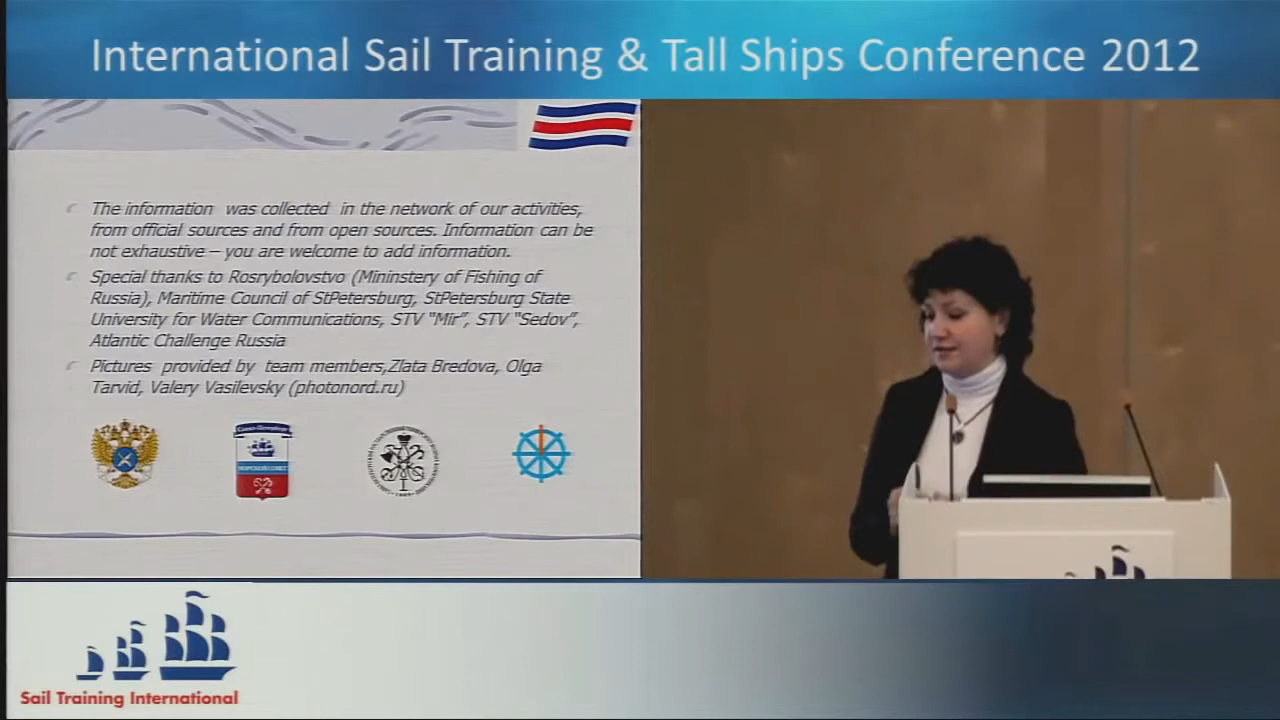 International Sail Training & Tall Ships Conference 2012
The information was collected in the network of our activities,
from official sources and from open sources. Information can be
not exhaustive – you are welcome to add information.
Special thanks to Rosrybolovstvo (Mininstery of Fishing of
Russia), Maritime Council of StPetersburg, StPetersburg State
University for Water Communications, STV “Mir”, STV “Sedov”,
Atlantic Challenge Russia
Pictures provided by team members,Zlata Bredova, Olga
Tarvid, Valery Vasilevsky (photonord.ru)
Санкт-Петербург
МОРСКОЙ СОВЕТ
Sail Training International